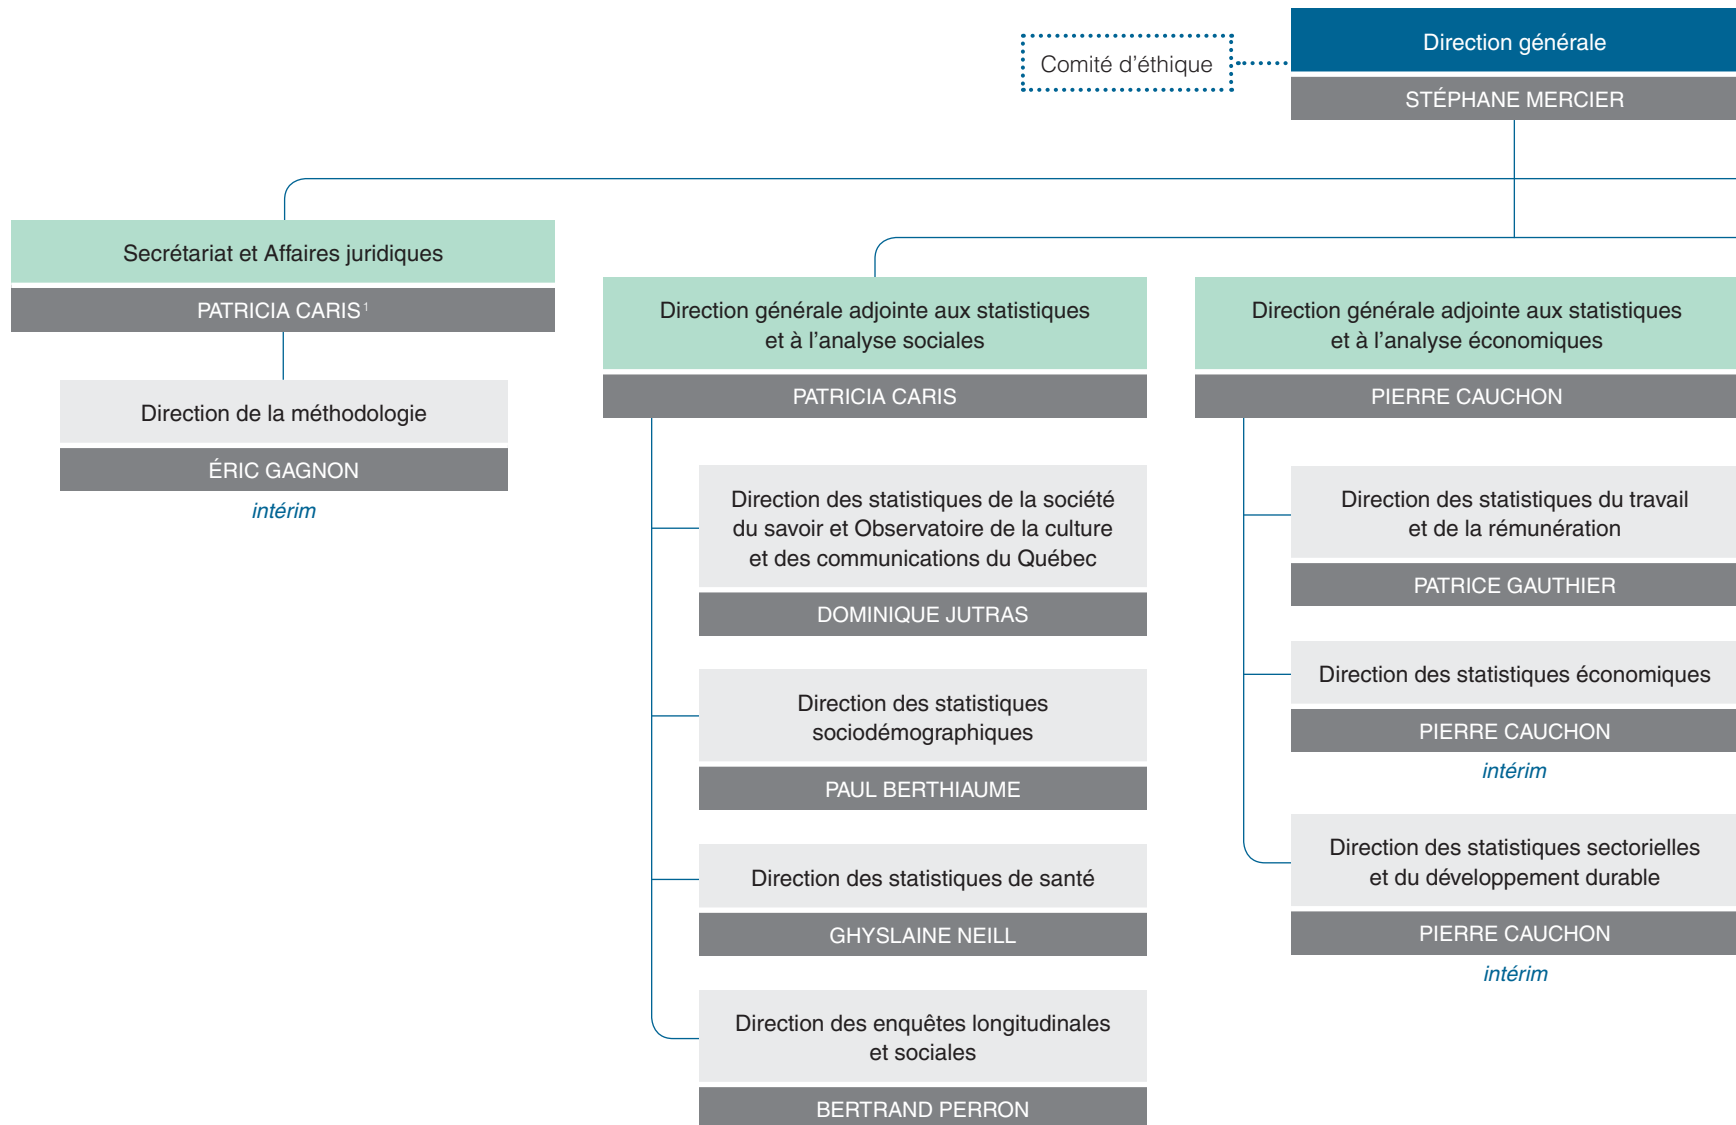 Comité d'éthique
Direction générale
STÉPHANE MERCIER
Secrétariat et Affaires juridiques
PATRICIA CARIS¹
Direction de la méthodologie
ÉRIC GAGNON
intérim
Direction générale adjointe aux statistiques
et à l'analyse sociales
PATRICIA CARIS
Direction des statistiques de la société
du savoir et Observatoire de la culture
et des communications du Québec
DOMINIQUE JUTRAS
Direction des statistiques
sociodémographiques
PAUL BERTHIAUME
Direction des statistiques de santé
GHYSLAINE NEILL
Direction des enquêtes longitudinales
et sociales
BERTRAND PERRON
Direction générale adjointe aux statistiques
et à l'analyse économiques
PIERRE CAUCHON
Direction des statistiques du travail
et de la rémunération
PATRICE GAUTHIER
Direction des statistiques économiques
PIERRE CAUCHON
intérim
Direction des statistiques sectorielles
et du développement durable
PIERRE CAUCHON
intérim